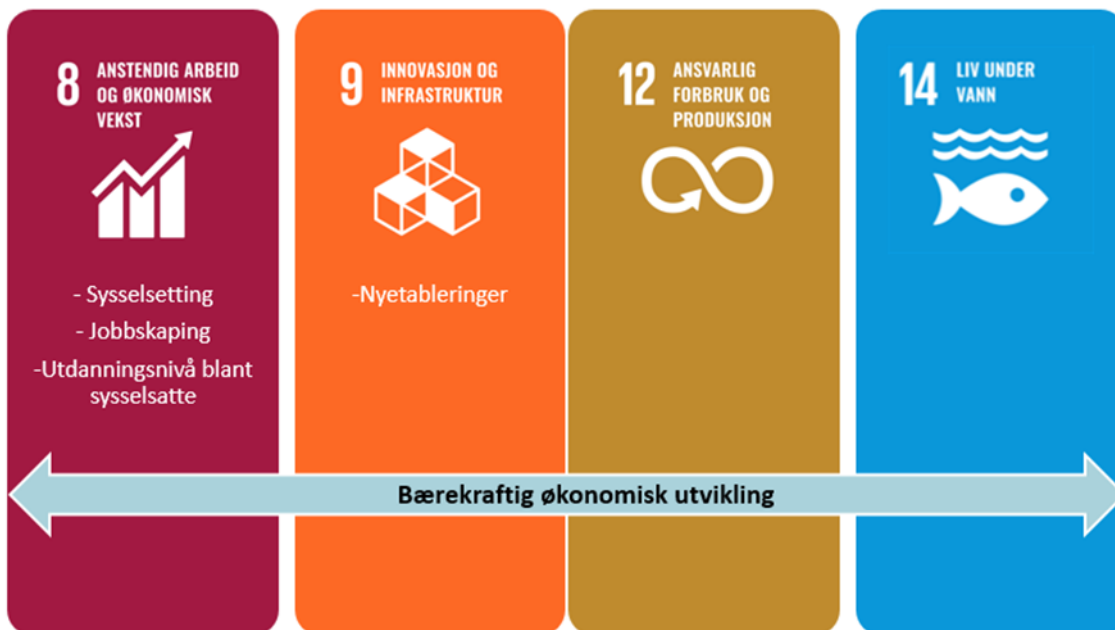 8 ANSTENDIG ARBEID
OG ØKONOMISK
VEKST
- Sysselsetting
- Jobbskaping
-Utdanningsnivå blant
sysselsatte
9 INNOVASJON OG
INFRASTRUKTUR
-Nyetableringer
12 ANSVARLIG
FORBRUK OG
PRODUKSJON
14 LIV UNDER
VANN
Bærekraftig økonomisk utvikling